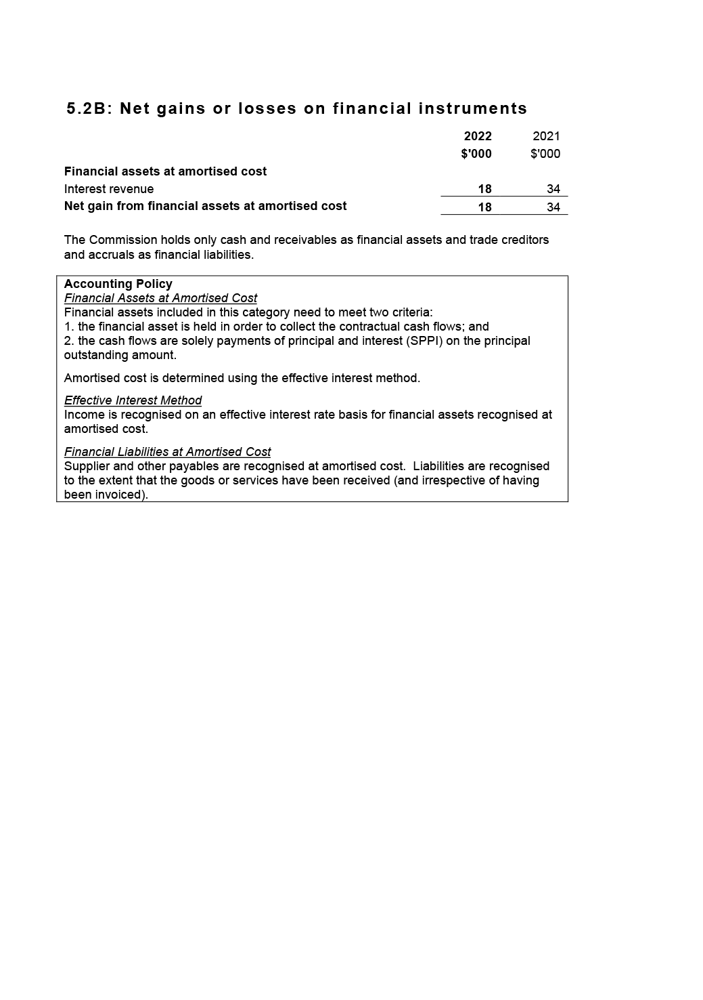 5.2B: Net gains or losses on financial instruments
2022 2021
$'000 $'000
Financial assets at amortised cost
Interest revenue 18 34
Net gain from financial assets at amortised cost 18 34
The Commission holds only cash and receivables as financial assets and trade creditors
and accruals as financial liabilities.
Accounting Policy
Financial Assets at Amortised Cost
Financial assets included in this category need to meet two criteria:
1. the financial asset is held in order to collect the contractual cash flows; and
2. the cash flows are solely payments of principal and interest (SPPI) on the principal
outstanding amount.
Amortised cost is determined using the effective interest method.
Effective Interest Method
Income is recognised on an effective interest rate basis for financial assets recognised at
amortised cost.
Financial Liabilities at Amortised Cost
Supplier and other payables are recognised at amortised cost.  Liabilities are recognised
to the extent that the goods or services have been received (and irrespective of having
been invoiced).